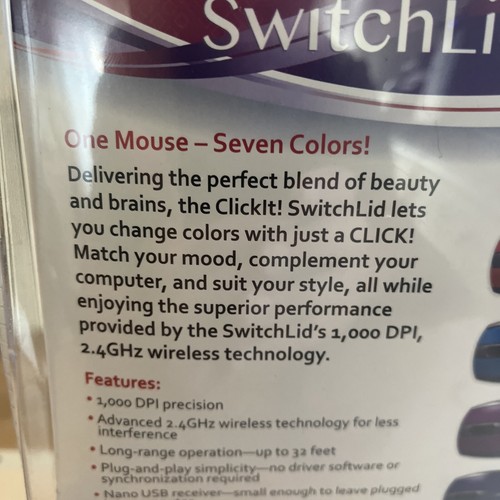 SwitchLi
One Mouse – Seven Colors!
Delivering the perfect blend of beauty
and brains, the ClickIt! SwitchLid lets
you change colors with just a CLICK!
Match your mood, complement your
computer, and suit your style, all while
enjoying the superior performance
provided by the SwitchLid's 1,000 DPI,
2.4GHz wireless technology.
Features:
• 1,000 DPI precision
• Advanced 2.4GHz wireless technology for less
interference
• Long-range operation—up to 32 feet
• Plug-and-play simplicity—no driver software or
synchronization required
• Nano USB receiver—small enough to leave plugged